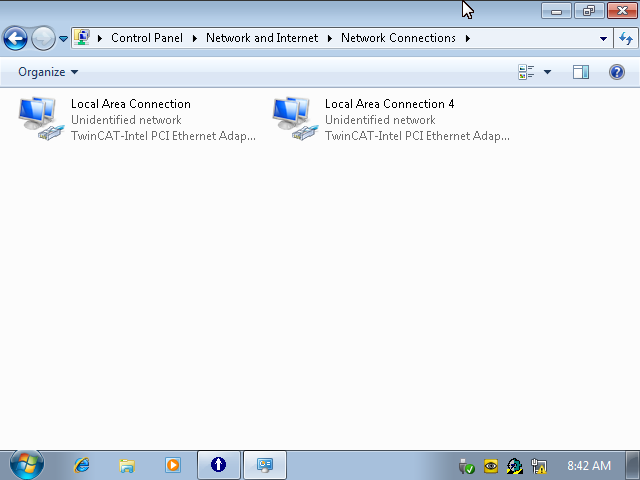 Control Panel Network and Internet Network Connections
Organize
Local Area Connection
Unidentified network
TwinCAT-Intel PCI Ethernet Adap...
Local Area Connection 4
Unidentified network
TwinCAT-Intel PCI Ethernet Adap...
8:42 AM